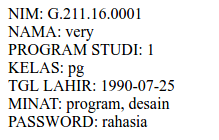 NIM: G.211.16.0001
NAMA: very
PROGRAM STUDI: 1
KELAS: pg
TGL LAHIR: 1990-07-25
MINAT: program, desain
PASSWORD: rahasia